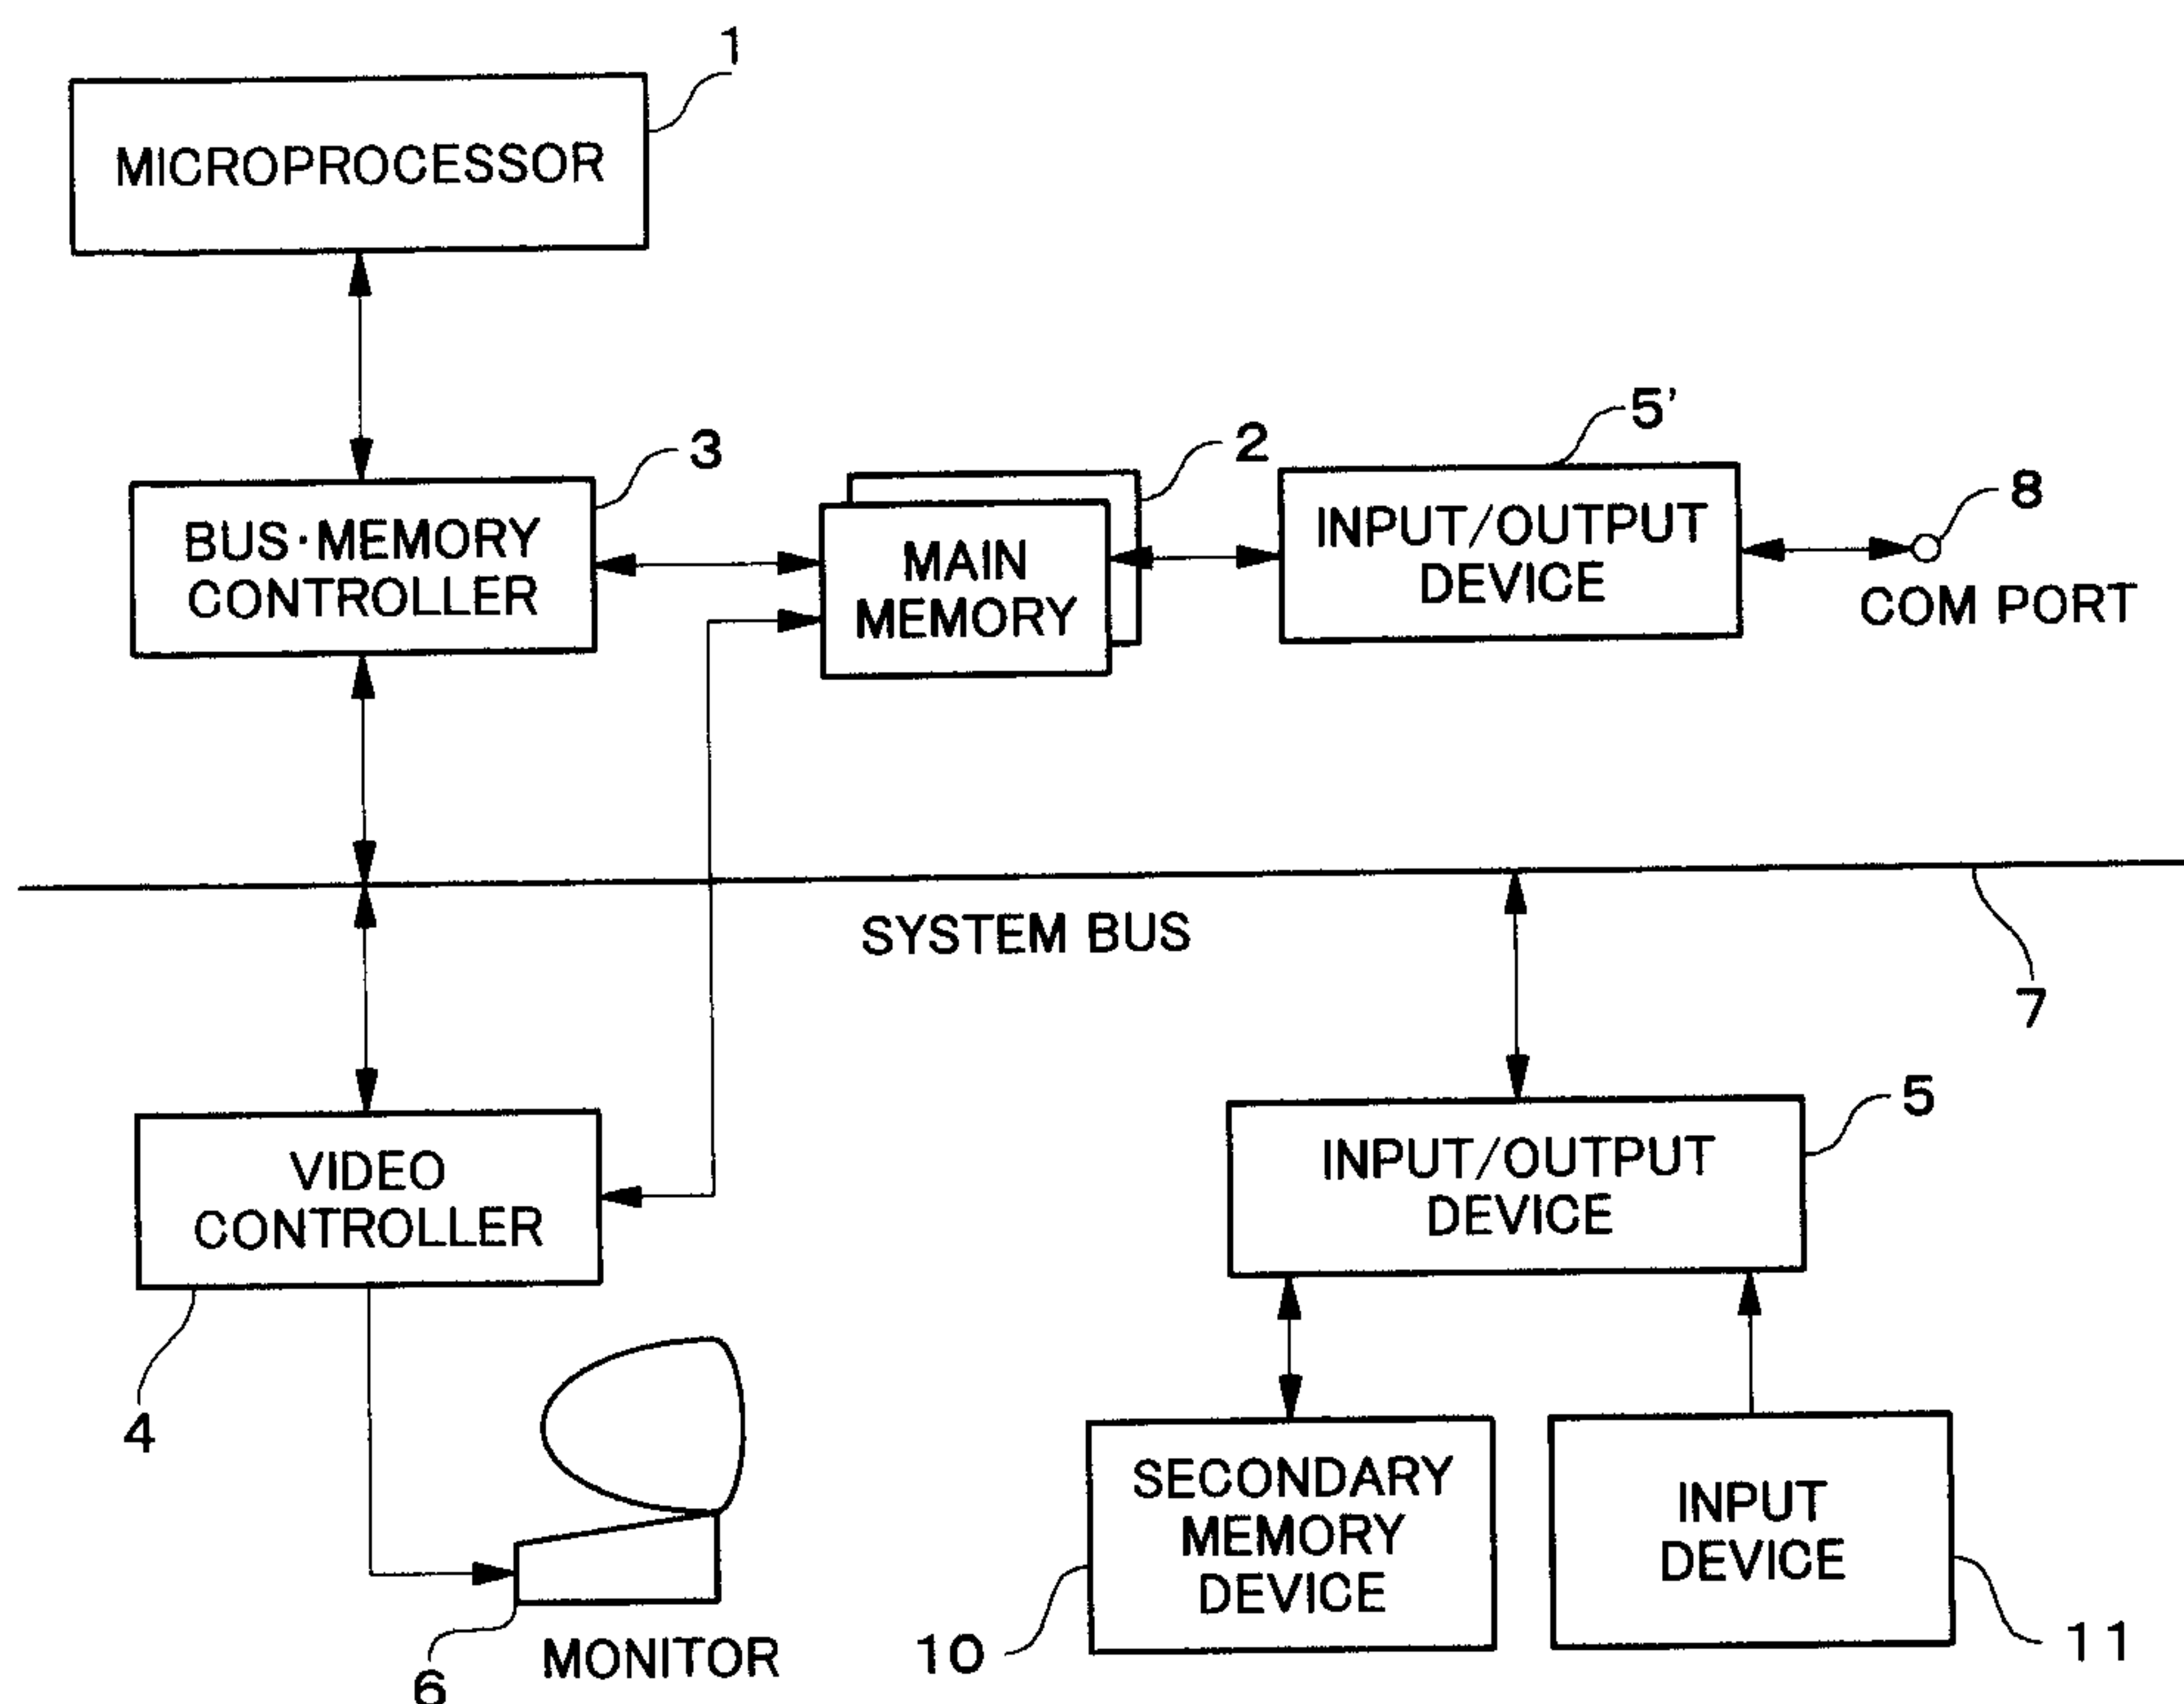 1
MICROPROCESSOR
5'
3
2
8
BUS·MEMORY
CONTROLLER
MAIN
MEMORY
INPUT/OUTPUT
DEVICE
COM PORT
SYSTEM BUS
7
5
VIDEO
CONTROLLER
INPUT/OUTPUT
DEVICE
4
SECONDARY
MEMORY
DEVICE
INPUT
DEVICE
10
11
MONITOR
6